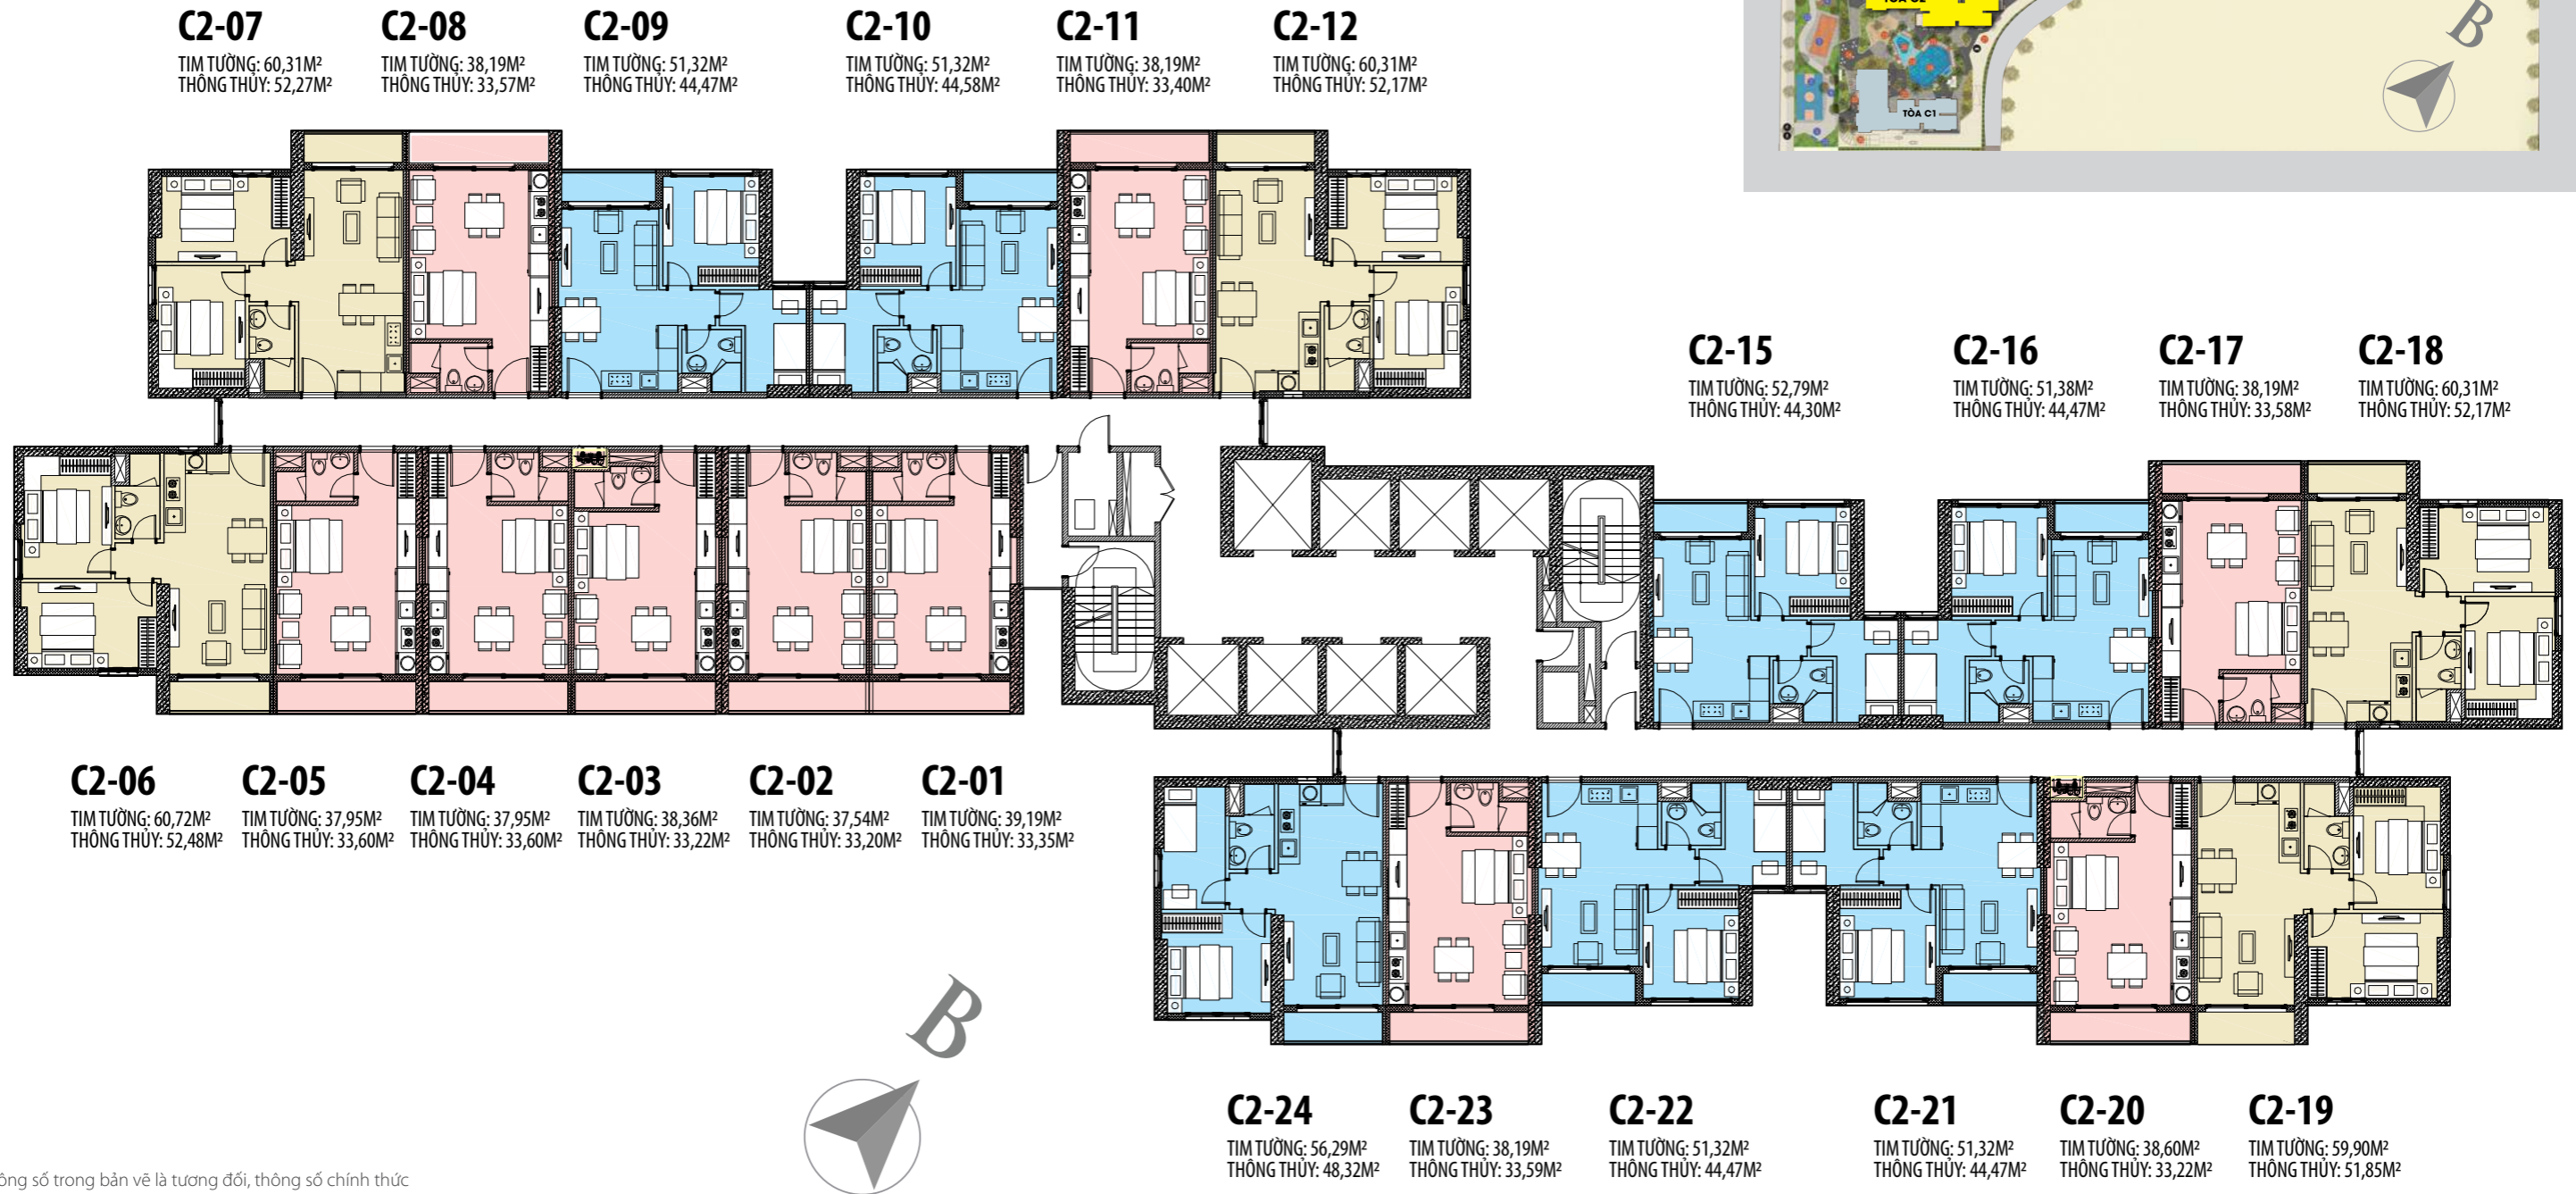 C2-07
TIM TƯỜNG: 60,31M²
THÔNG THỦY: 52,27M²
C2-08
TIM TƯỜNG: 38,19M²
THÔNG THỦY: 33,57M²
C2-09
TIM TƯỜNG: 51,32M²
THÔNG THỦY: 44,47M²
C2-10
TIM TƯỜNG: 51,32M²
THÔNG THỦY: 44,58M²
C2-11
TIM TƯỜNG: 38,19M²
THÔNG THỦY: 33,40M²
C2-12
TIM TƯỜNG: 60,31M²
THÔNG THỦY: 52,17M²
TÒA C2
B
TÒA C1
C2-15
TIM TƯỜNG: 52,79M²
THÔNG THỦY: 44,30M²
C2-16
TIM TƯỜNG: 51,38M²
THÔNG THỦY: 44,47M²
C2-17
TIM TƯỜNG: 38,19M²
THÔNG THỦY: 33,58M²
C2-18
TIM TƯỜNG: 60,31M²
THÔNG THỦY: 52,17M²
C2-06
TIM TƯỜNG: 60,72M²
THÔNG THỦY: 52,48M²
C2-05
TIM TƯỜNG: 37,95M²
THÔNG THỦY: 33,60M²
C2-04
TIM TƯỜNG: 37,95M²
THÔNG THỦY: 33,60M²
C2-03
TIM TƯỜNG: 38,36M²
THÔNG THỦY: 33,22M²
C2-02
TIM TƯỜNG: 37,54M²
THÔNG THỦY: 33,20M²
C2-01
TIM TƯỜNG: 39,19M²
THÔNG THỦY: 33,35M²
B
C2-24
TIM TƯỜNG: 56,29M²
THÔNG THỦY: 48,32M²
C2-23
TIM TƯỜNG: 38,19M²
THÔNG THỦY: 33,59M²
C2-22
TIM TƯỜNG: 51,32M²
THÔNG THỦY: 44,47M²
C2-21
TIM TƯỜNG: 51,32M²
THÔNG THỦY: 44,47M²
C2-20
TIM TƯỜNG: 38,60M²
THÔNG THỦY: 33,22M²
C2-19
TIM TƯỜNG: 59,90M²
THÔNG THỦY: 51,85M²
ông số trong bản vẽ là tương đối, thông số chính thức